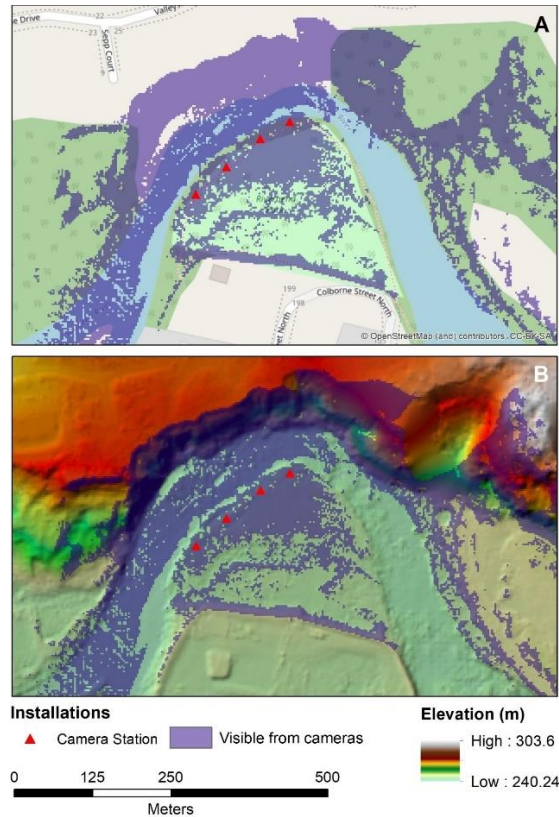 A
22
Valley
e Drive
23
25
Sepp Court
199
198
Colborne Street North
et North
© OpenStreetMap (and) contributors, CC-BY-SA
B
Installations
Camera Station
Visible from cameras
Elevation (m)
High : 303.6
Low : 240.24
0 125 250 500
Meters